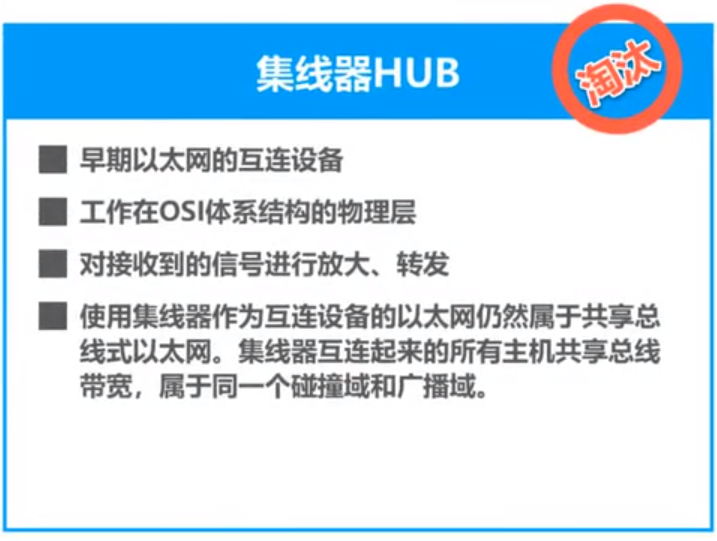 集线器HUB
淘汰
早期以太网的互连设备
工作在OSI体系结构的物理层
对接收到的信号进行放大、转发
使用集线器作为互连设备的以太网仍然属于共享总
线式以太网。集线器互连起来的所有主机共享总线
带宽，属于同一个碰撞域和广播域。